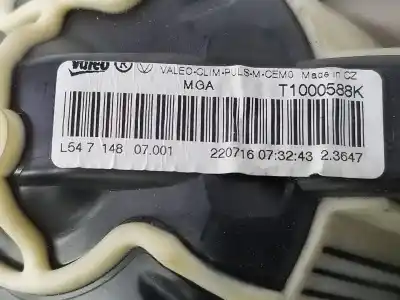 Valeo ® VALEO-CLIM-PULS-M-CEM0 Made in CZ
MGA T1000588K
L54 7 148 07.001 220716 07:32:43 2.3647